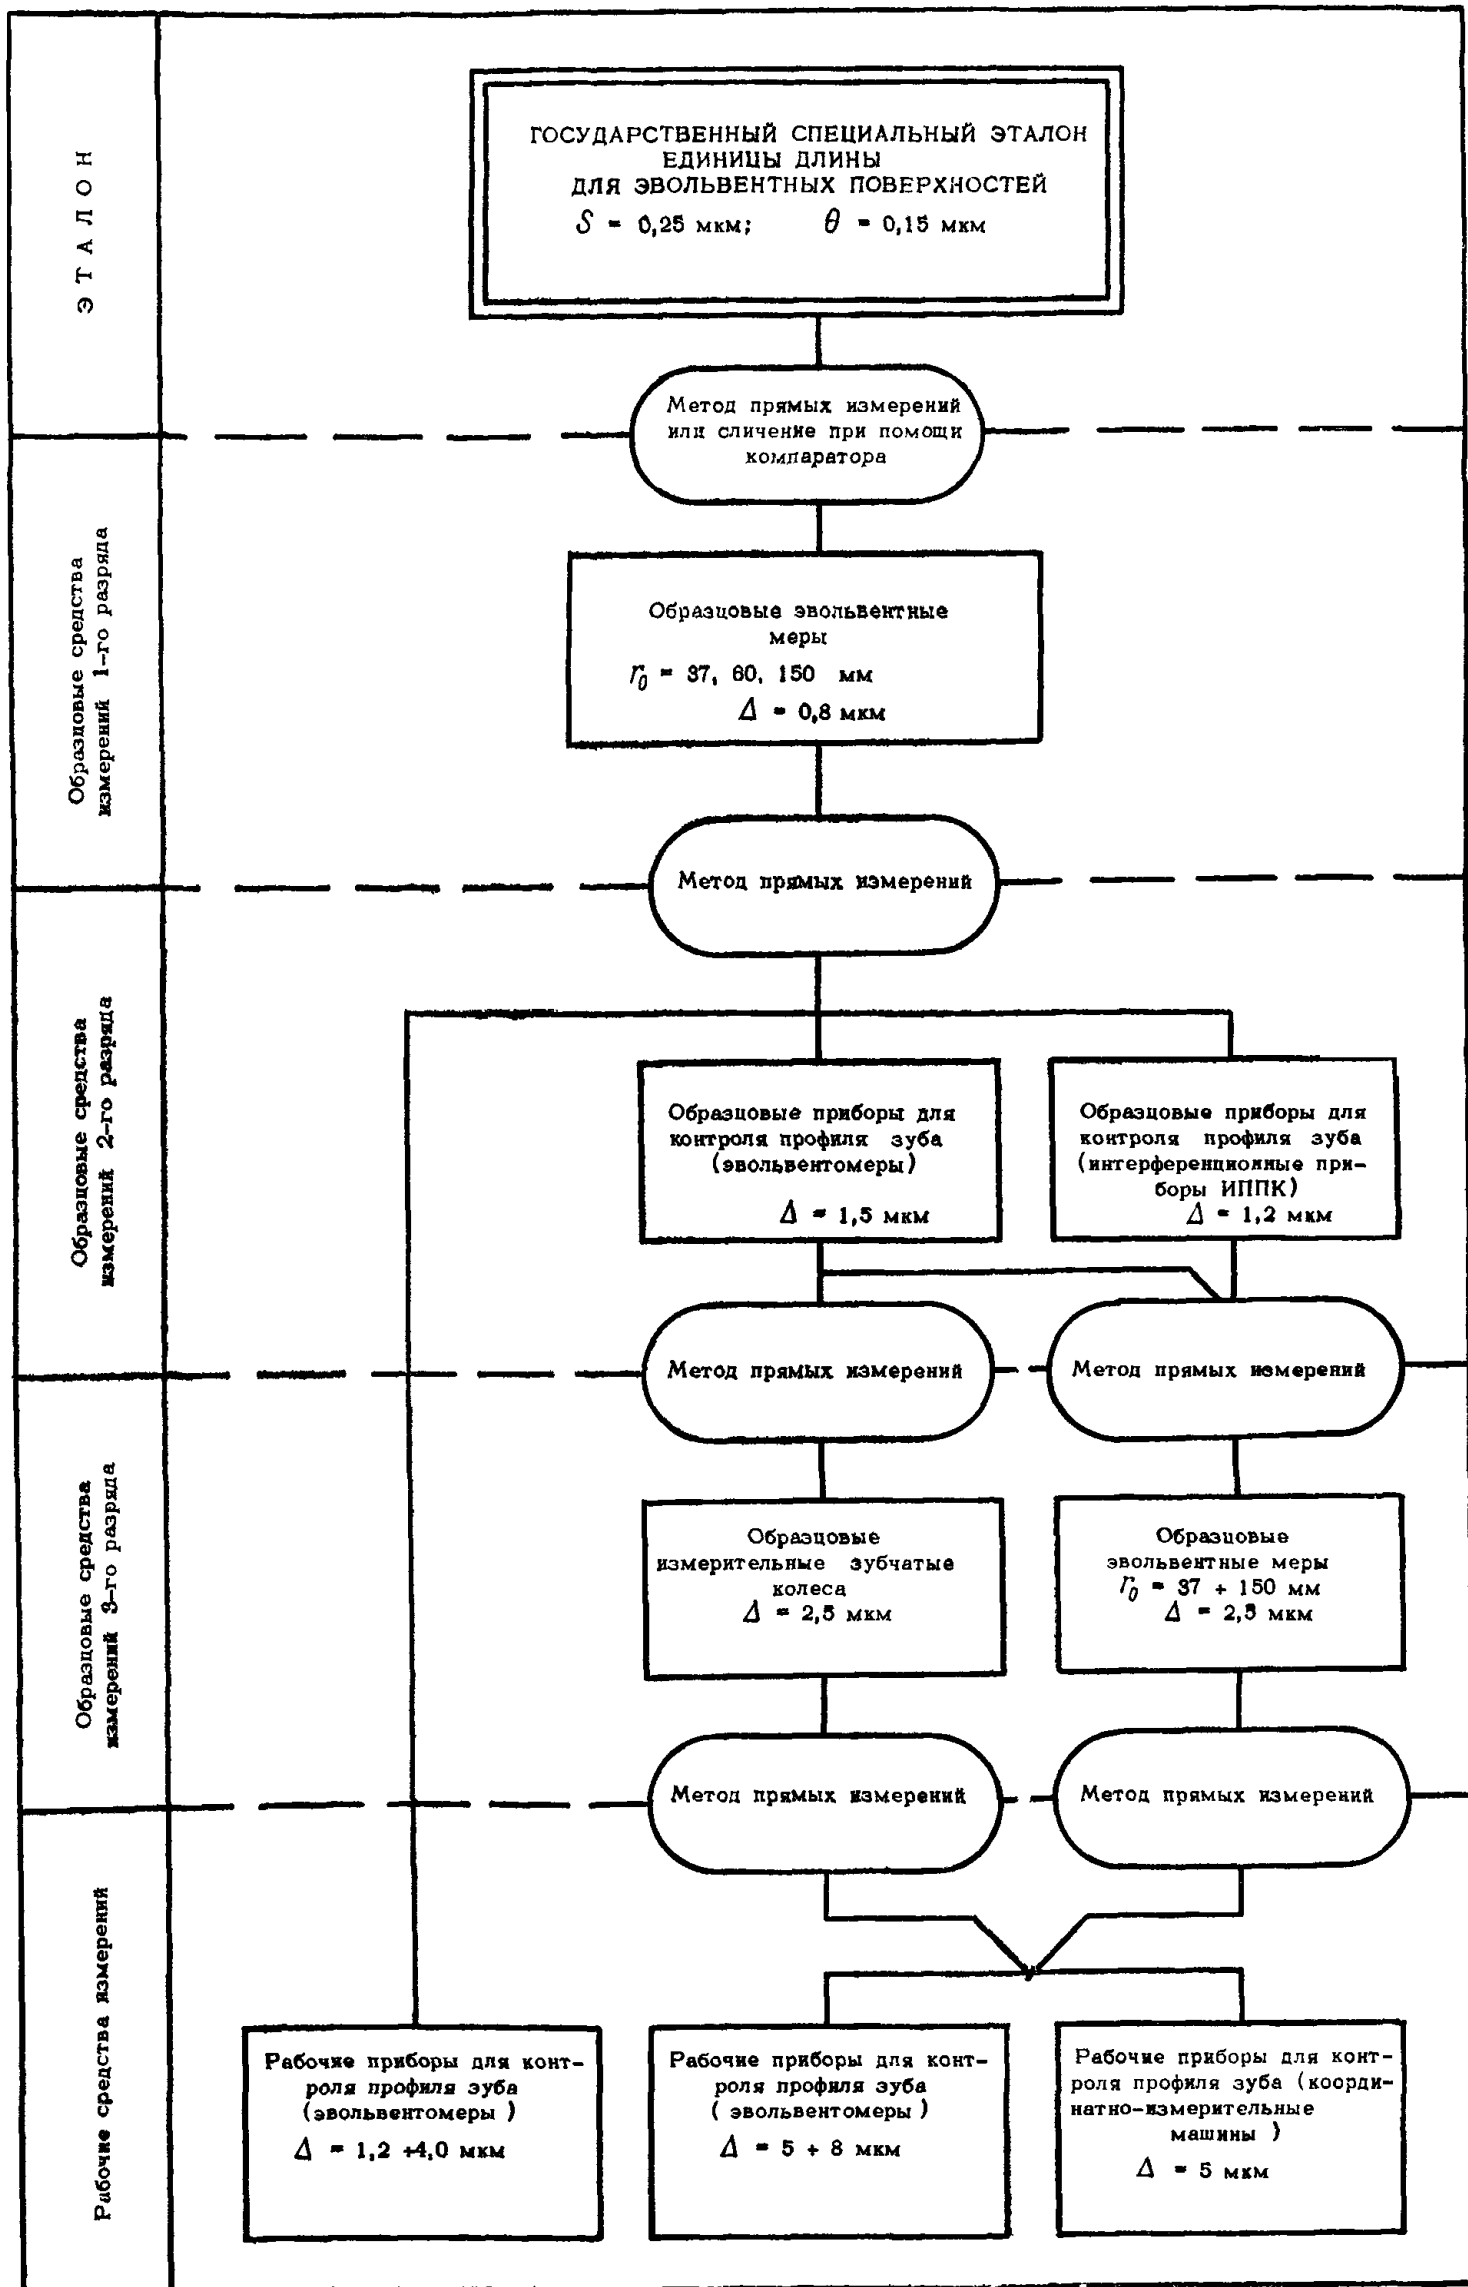 ЭТАЛОН
ГОСУДАРСТВЕННЫЙ СПЕЦИАЛЬНЫЙ ЭТАЛОН
ЕДИНИЦЫ ДЛИНЫ
ДЛЯ ЭВОЛЬВЕНТНЫХ ПОВЕРХНОСТЕЙ
S = 0,25 мкм; θ = 0,15 мкм
Метод прямых измерений
или сличение при помощи
компаратора
Образцовые средства
измерений 1-го разряда
Образцовые эвольвентные
меры
r₀ = 37, 60, 150 мм
Δ = 0,8 мкм
Метод прямых измерений
Образцовые средства
измерений 2-го разряда
Образцовые приборы для
контроля профиля зуба
(эвольвентомеры)
Δ = 1,5 мкм
Образцовые приборы для
контроля профиля зуба
(интерференционные при-
боры ИППК)
Δ = 1,2 мкм
Метод прямых измерений
Метод прямых измерений
Образцовые средства
измерений 3-го разряда
Образцовые
измерительные зубчатые
колеса
Δ = 2,5 мкм
Образцовые
эвольвентные меры
r₀ = 37 + 150 мм
Δ = 2,5 мкм
Метод прямых измерений
Метод прямых измерений
Рабочие средства измерений
Рабочие приборы для конт-
роля профиля зуба
(эвольвентомеры)
Δ = 1,2 +4,0 мкм
Рабочие приборы для конт-
роля профиля зуба
( эвольвентомеры )
Δ = 5 + 8 мкм
Рабочие приборы для конт-
роля профиля зуба (коорди-
натно-измерительные
машины )
Δ = 5 мкм